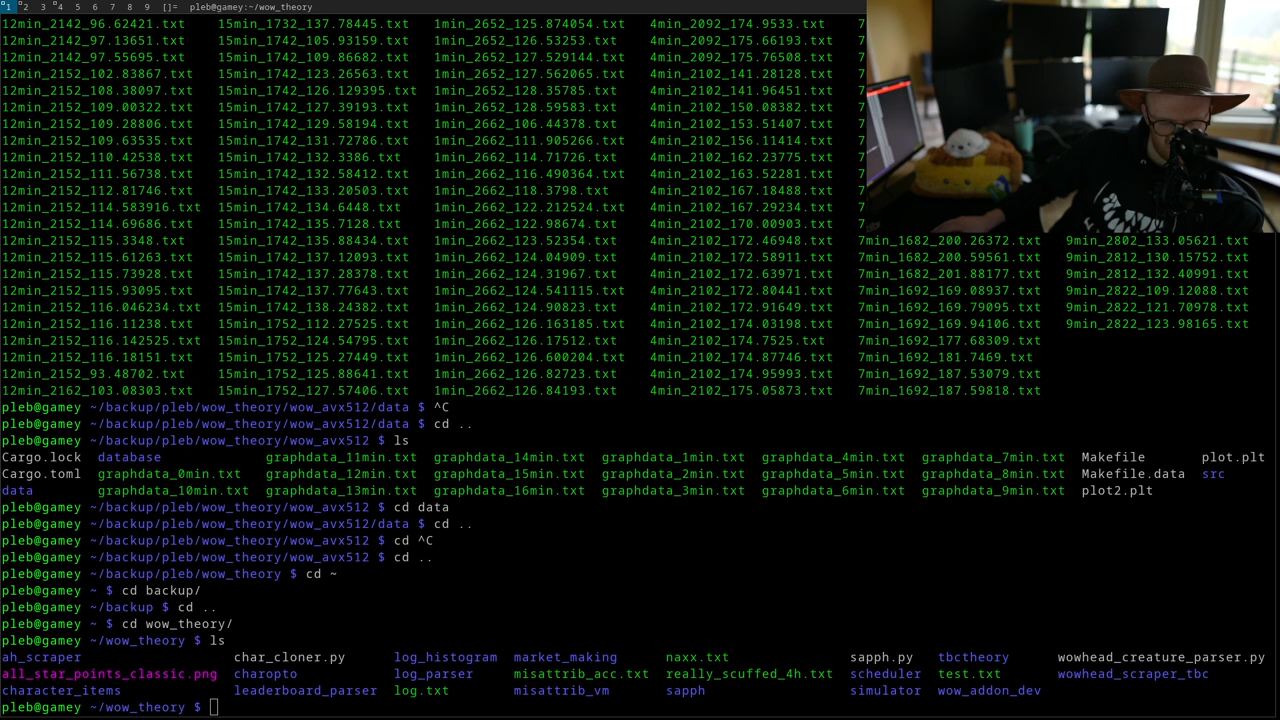 1 2 3 4 5 6 7 8 9 []= pleb@gamey:~/wow_theory
12min_2142_96.62421.txt 15min_1732_137.78445.txt 1min_2652_125.874054.txt 4min_2092_174.9533.txt 7
12min_2142_97.13651.txt 15min_1742_105.93159.txt 1min_2652_126.53253.txt 4min_2092_175.66193.txt 7
12min_2142_97.55695.txt 15min_1742_109.86682.txt 1min_2652_127.529144.txt 4min_2092_175.76508.txt 7
12min_2152_102.83867.txt 15min_1742_123.26563.txt 1min_2652_127.562065.txt 4min_2102_141.28128.txt 7
12min_2152_108.38097.txt 15min_1742_126.129395.txt 1min_2652_128.35785.txt 4min_2102_141.96451.txt 7
12min_2152_109.00322.txt 15min_1742_127.39193.txt 1min_2652_128.59583.txt 4min_2102_150.08382.txt 7
12min_2152_109.28806.txt 15min_1742_129.58194.txt 1min_2662_106.44378.txt 4min_2102_153.51407.txt 7
12min_2152_109.63535.txt 15min_1742_131.72786.txt 1min_2662_111.905266.txt 4min_2102_156.11414.txt 7
12min_2152_110.42538.txt 15min_1742_132.3386.txt 1min_2662_114.71726.txt 4min_2102_162.23775.txt 7
12min_2152_111.56738.txt 15min_1742_132.58412.txt 1min_2662_116.490364.txt 4min_2102_163.52281.txt 7
12min_2152_112.81746.txt 15min_1742_133.20503.txt 1min_2662_118.3798.txt 4min_2102_167.18488.txt 7
12min_2152_114.583916.txt 15min_1742_134.6448.txt 1min_2662_122.212524.txt 4min_2102_167.29234.txt 7
12min_2152_114.69686.txt 15min_1742_135.7128.txt 1min_2662_122.98674.txt 4min_2102_170.00903.txt 7
12min_2152_115.3348.txt 15min_1742_135.88434.txt 1min_2662_123.52354.txt 4min_2102_172.46948.txt 7min_1682_200.26372.txt 9min_2802_133.05621.txt
12min_2152_115.61263.txt 15min_1742_137.12093.txt 1min_2662_124.04909.txt 4min_2102_172.58911.txt 7min_1682_200.59561.txt 9min_2812_130.15752.txt
12min_2152_115.73928.txt 15min_1742_137.28378.txt 1min_2662_124.31967.txt 4min_2102_172.63971.txt 7min_1682_201.88177.txt 9min_2812_132.40991.txt
12min_2152_115.93095.txt 15min_1742_137.77643.txt 1min_2662_124.541115.txt 4min_2102_172.80441.txt 7min_1692_169.08937.txt 9min_2822_109.12088.txt
12min_2152_116.046234.txt 15min_1742_138.24382.txt 1min_2662_124.90823.txt 4min_2102_172.91649.txt 7min_1692_169.79095.txt 9min_2822_121.70978.txt
12min_2152_116.11238.txt 15min_1752_112.27525.txt 1min_2662_126.163185.txt 4min_2102_174.03198.txt 7min_1692_169.94106.txt 9min_2822_123.98165.txt
12min_2152_116.142525.txt 15min_1752_124.54795.txt 1min_2662_126.17512.txt 4min_2102_174.7525.txt 7min_1692_177.68309.txt
12min_2152_116.18151.txt 15min_1752_125.27449.txt 1min_2662_126.600204.txt 4min_2102_174.87746.txt 7min_1692_181.7469.txt
12min_2152_93.48702.txt 15min_1752_125.88641.txt 1min_2662_126.82723.txt 4min_2102_174.95993.txt 7min_1692_187.53079.txt
12min_2162_103.08303.txt 15min_1752_127.57406.txt 1min_2662_126.84193.txt 4min_2102_175.05873.txt 7min_1692_187.59818.txt
pleb@gamey ~/backup/pleb/wow_theory/wow_avx512/data $ ^C
pleb@gamey ~/backup/pleb/wow_theory/wow_avx512/data $ cd ..
pleb@gamey ~/backup/pleb/wow_theory/wow_avx512 $ ls
Cargo.lock database graphdata_11min.txt graphdata_14min.txt graphdata_1min.txt graphdata_4min.txt graphdata_7min.txt Makefile plot.plt
Cargo.toml graphdata_0min.txt graphdata_12min.txt graphdata_15min.txt graphdata_2min.txt graphdata_5min.txt graphdata_8min.txt Makefile.data src
data graphdata_10min.txt graphdata_13min.txt graphdata_16min.txt graphdata_3min.txt graphdata_6min.txt graphdata_9min.txt plot2.plt
pleb@gamey ~/backup/pleb/wow_theory/wow_avx512 $ cd data
pleb@gamey ~/backup/pleb/wow_theory/wow_avx512/data $ cd ..
pleb@gamey ~/backup/pleb/wow_theory/wow_avx512 $ cd ^C
pleb@gamey ~/backup/pleb/wow_theory/wow_avx512 $ cd ..
pleb@gamey ~/backup/pleb/wow_theory $ cd ~
pleb@gamey ~ $ cd backup/
pleb@gamey ~/backup $ cd ..
pleb@gamey ~ $ cd wow_theory/
pleb@gamey ~/wow_theory $ ls
ah_scraper char_cloner.py log_histogram market_making naxx.txt sapph.py tbctheory wowhead_creature_parser.py
all_star_points_classic.png charopto log_parser misattrib_acc.txt really_scuffed_4h.txt scheduler test.txt wowhead_scraper_tbc
character_items leaderboard_parser log.txt misattrib_vm sapph simulator wow_addon_dev
pleb@gamey ~/wow_theory $